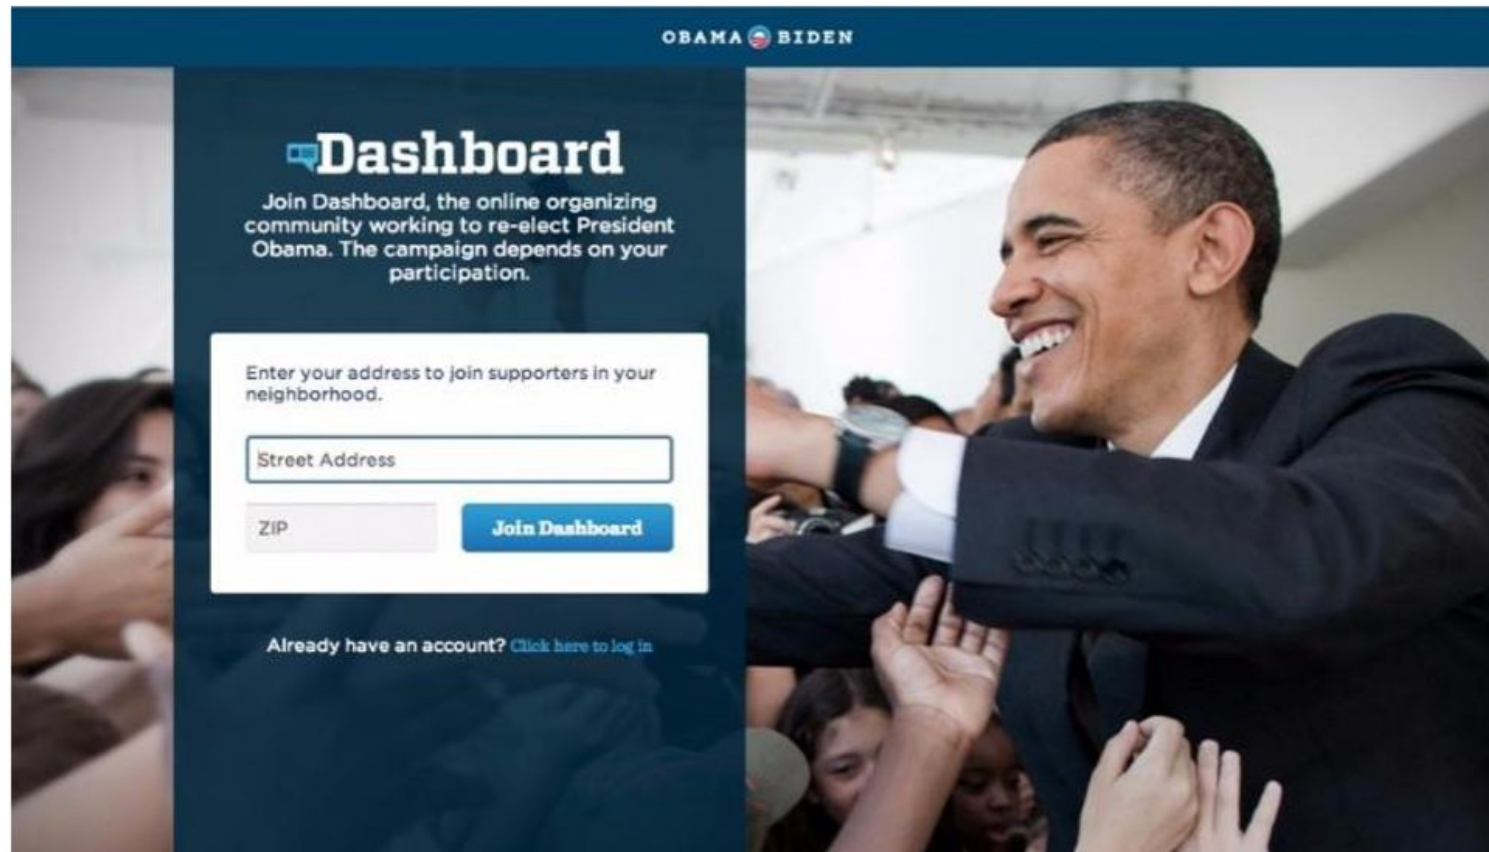 OBAMA BIDEN
Dashboard
Join Dashboard, the online organizing
community working to re-elect President
Obama. The campaign depends on your
participation.
Enter your address to join supporters in your
neighborhood.
Street Address
ZIP
Join Dashboard
Already have an account? Click here to log in